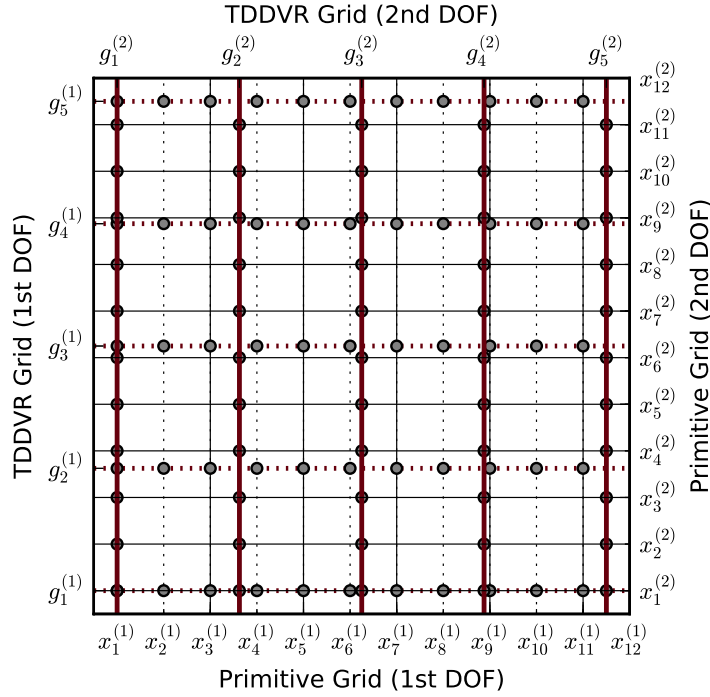 TDDVR Grid (2nd DOF)
g_1^{(2)} g_2^{(2)} g_3^{(2)} g_4^{(2)} g_5^{(2)}
TDDVR Grid (1st DOF)
g_5^{(1)}
g_4^{(1)}
g_3^{(1)}
g_2^{(1)}
g_1^{(1)}
x_{12}^{(2)}
x_{11}^{(2)}
x_{10}^{(2)}
x_9^{(2)}
x_8^{(2)}
x_7^{(2)}
x_6^{(2)}
x_5^{(2)}
x_4^{(2)}
x_3^{(2)}
x_2^{(2)}
x_1^{(2)}
Primitive Grid (2nd DOF)
x_1^{(1)} x_2^{(1)} x_3^{(1)} x_4^{(1)} x_5^{(1)} x_6^{(1)} x_7^{(1)} x_8^{(1)} x_9^{(1)} x_{10}^{(1)} x_{11}^{(1)} x_{12}^{(1)}
Primitive Grid (1st DOF)